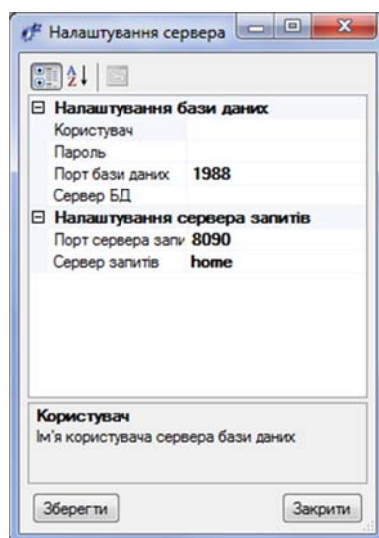 Налаштування сервера
Налаштування бази даних
Користувач
Пароль
Порт бази даних 1988
Сервер БД
Налаштування сервера запитів
Порт сервера запи 8090
Сервер запитів home
Користувач
Ім'я користувача сервера бази даних
Зберегти Закрити